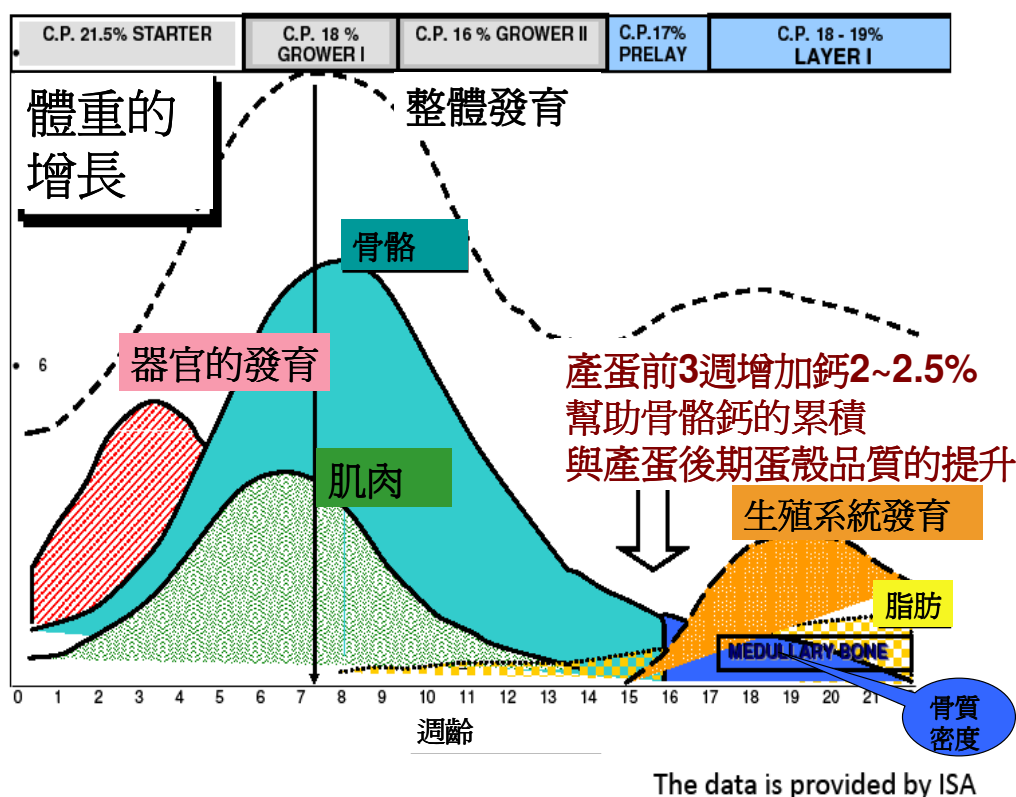 C.P. 21.5% STARTER
C.P. 18 %
GROWER I
C.P. 16 % GROWER II
C.P.17%
PRELAY
C.P. 18 - 19%
LAYER I
體重的
增長
整體發育
骨骼
6
器官的發育
產蛋前3週增加鈣2~2.5%
幫助骨骼鈣的累積
與產蛋後期蛋殼品質的提升
肌肉
生殖系統發育
脂肪
MEDULLARY BONE
0 1 2 3 4 5 6 7 8 9 10 11 12 13 14 15 16 17 18 19 20 21
骨質
密度
週齡
The data is provided by ISA